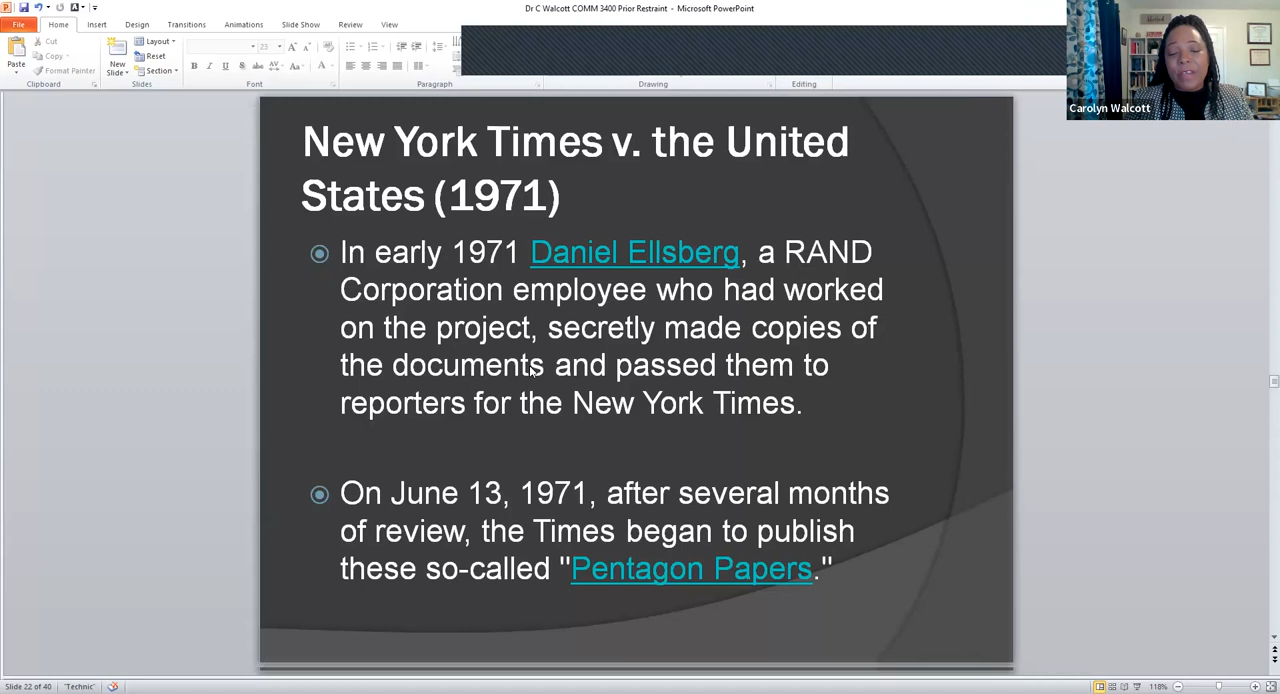 Dr C Walcott COMM 3400 Prior Restraint - Microsoft PowerPoint
File Home Insert Design Transitions Animations Slide Show Review View
Cut
Copy
Format Painter
Paste
Clipboard
New
Slide
Layout
Reset
Section
Slides
23
B I U S abc AV Aa A
Font
Paragraph
Drawing
Editing
Carolyn Walcott
New York Times v. the United
States (1971)
In early 1971 Daniel Ellsberg, a RAND
Corporation employee who had worked
on the project, secretly made copies of
the documents and passed them to
reporters for the New York Times.
On June 13, 1971, after several months
of review, the Times began to publish
these so-called "Pentagon Papers."
Slide 22 of 40 "Technic" 118%